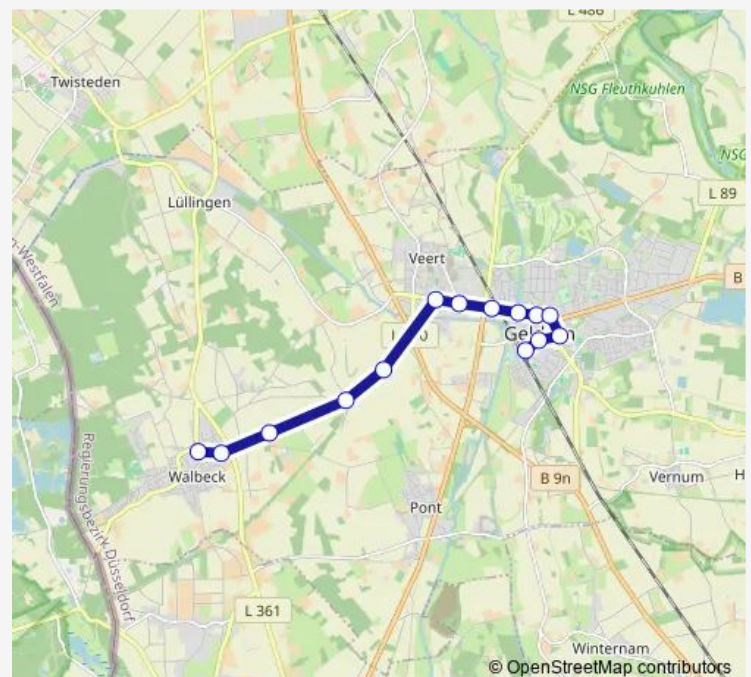 L 486
Twisteden
NSG Fleuthkuhlen
NSG
L 89
Lüllingen
n-Westfalen
Veert
B
Geldern
Walbeck
Regierungsbezirk Düsseldorf
B 9n
Vernum
H
Pont
L 361
Winternam
© OpenStreetMap contributors